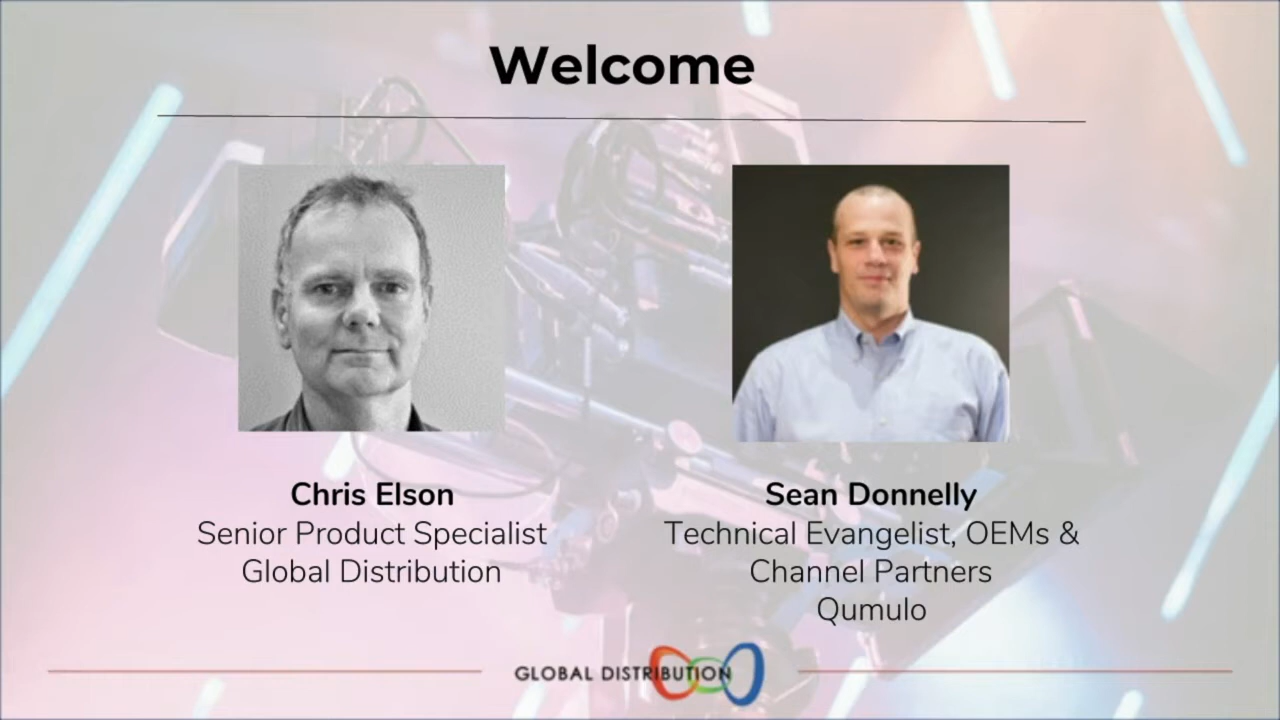 Welcome
Chris Elson
Senior Product Specialist
Global Distribution
Sean Donnelly
Technical Evangelist, OEMs &
Channel Partners
Qumulo
GLOBAL DISTRIBUTION